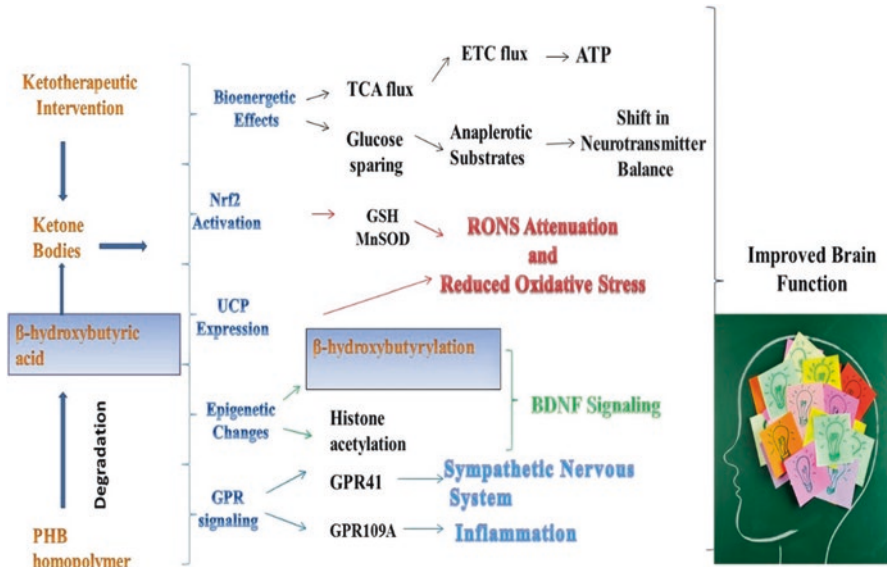 Ketotherapeutic
Intervention
Ketone
Bodies
β-hydroxybutyric
acid
Degradation
PHB
homopolymer
Bioenergetic
Effects
TCA flux
ETC flux
ATP
Glucose
sparing
Anaplerotic
Substrates
Shift in
Neurotransmitter
Balance
Nrf2
Activation
GSH
MnSOD
RONS Attenuation
and
Reduced Oxidative Stress
UCP
Expression
Epigenetic
Changes
β-hydroxybutyrylation
Histone
acetylation
BDNF Signaling
GPR
signaling
GPR41
Sympathetic Nervous
System
GPR109A
Inflammation
Improved Brain
Function